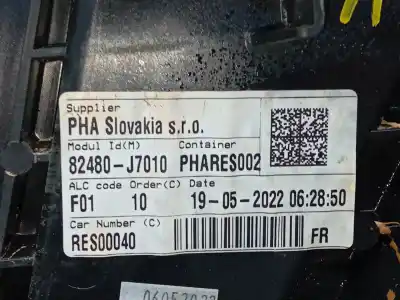 Supplier
PHA Slovakia s.r.o.
Modul Id(M) Container
82480-J7010 PHARES002
ALC code Order(C) Date
F01 10 19-05-2022 06:28:50
Car Number (C)
RES00040 FR